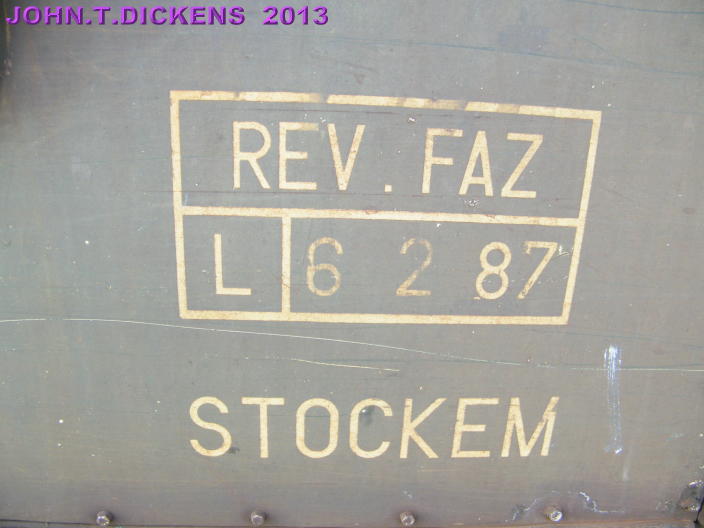 JOHN.T.DICKENS 2013
REV. FAZ
L 6 2 87
STOCKEM